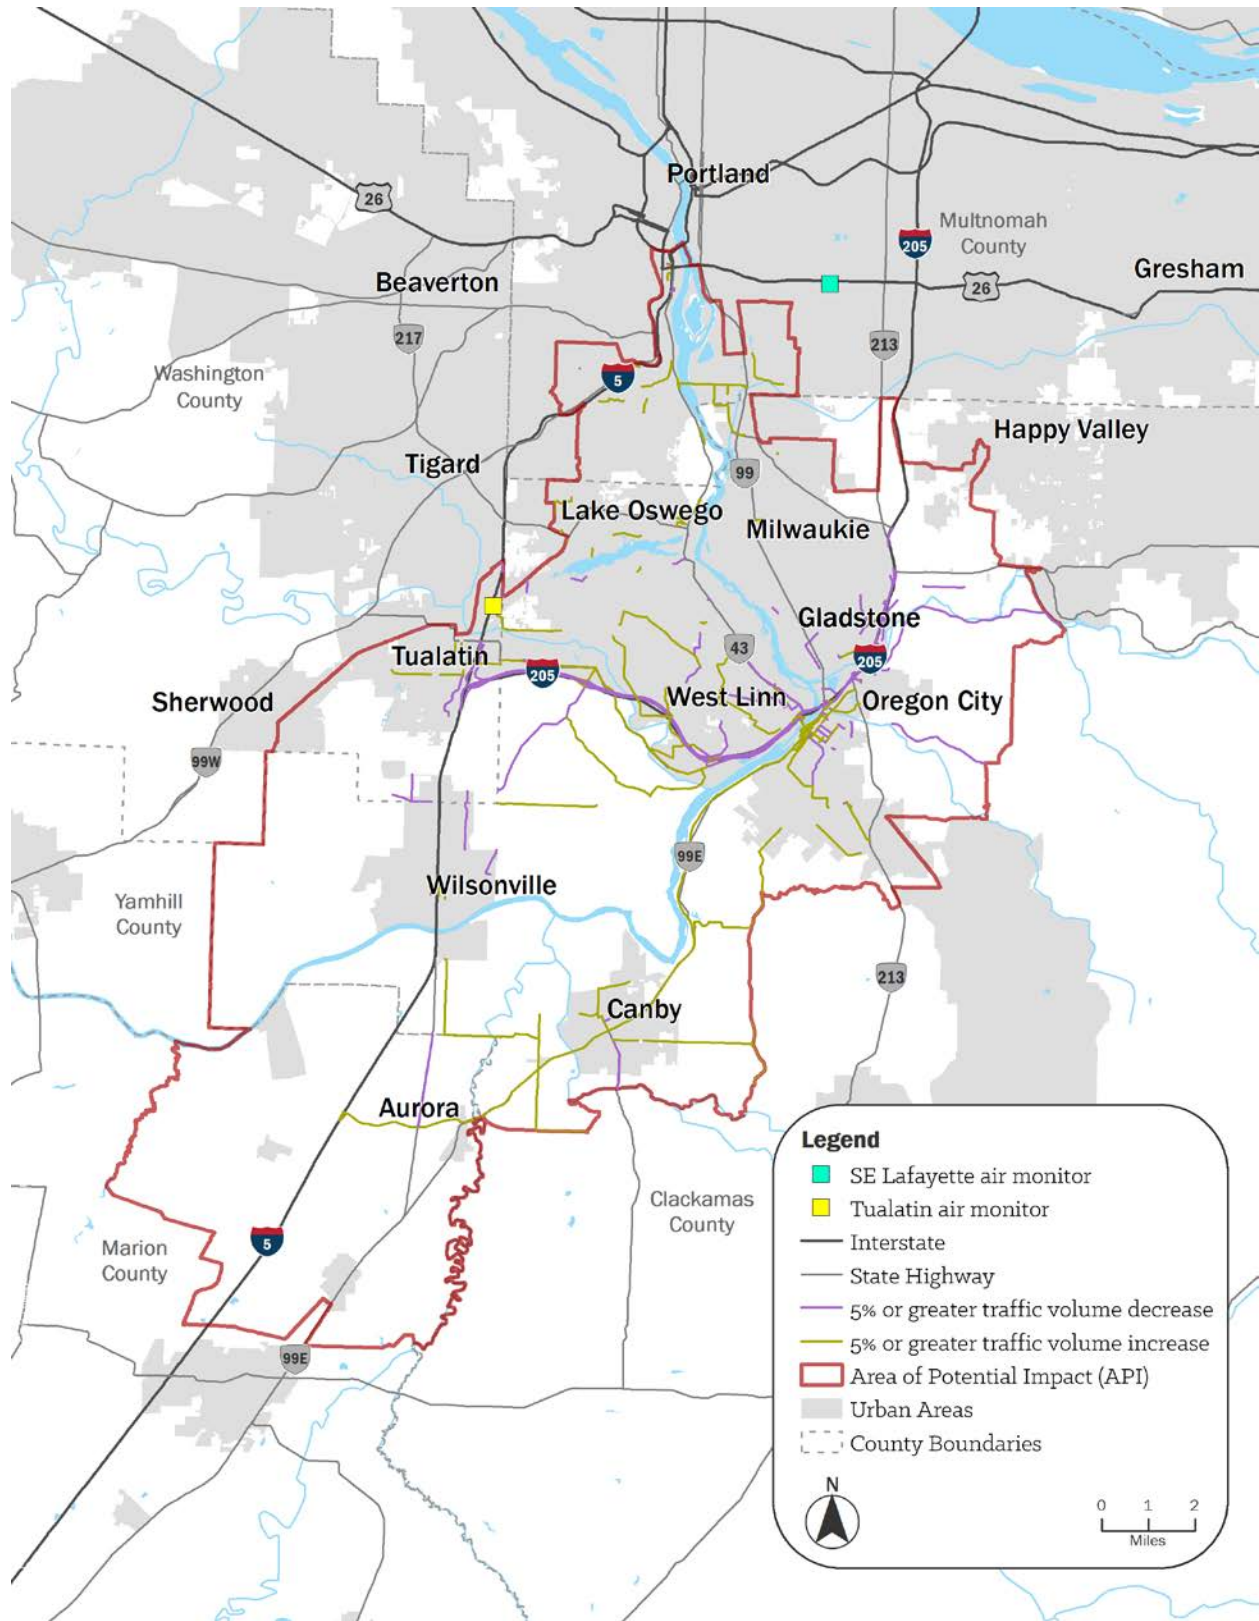 Portland
26
Multnomah
County
205
Gresham
26
Beaverton
217
213
Washington
County
5
Happy Valley
Tigard
99
Lake Oswego
Milwaukie
Gladstone
43
Tualatin
205
205
West Linn
Oregon City
Sherwood
99W
99E
Wilsonville
Yamhill
County
213
Canby
Aurora
Clackamas
County
5
Marion
County
99E
Legend
SE Lafayette air monitor
Tualatin air monitor
Interstate
State Highway
5% or greater traffic volume decrease
5% or greater traffic volume increase
Area of Potential Impact (API)
Urban Areas
County Boundaries
N
0 1 2
Miles